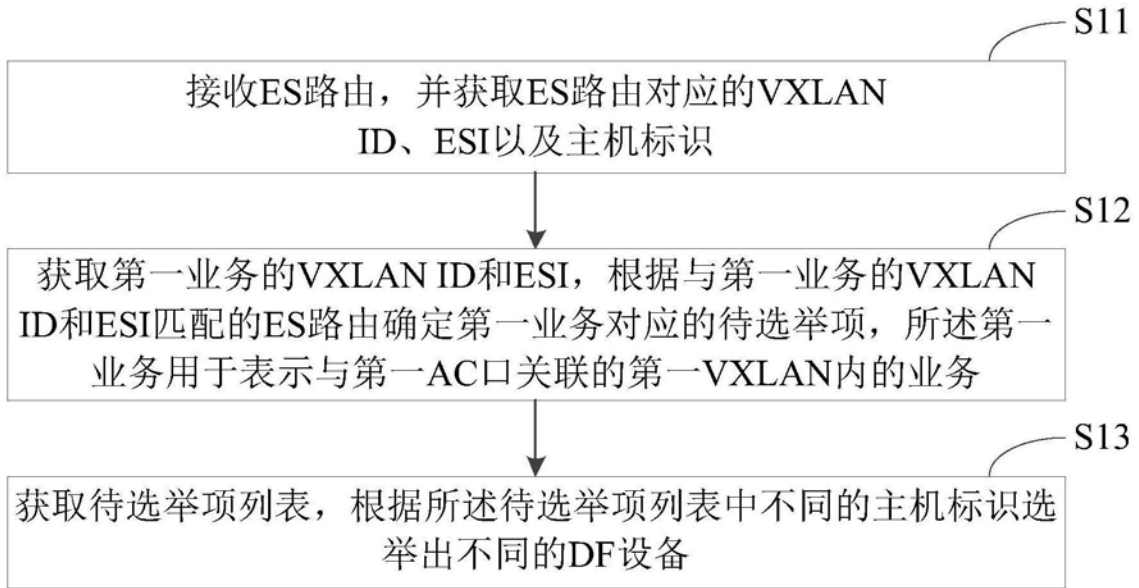 S11
接收ES路由，并获取ES路由对应的VXLAN
ID、ESI以及主机标识
S12
获取第一业务的VXLAN ID和ESI，根据与第一业务的VXLAN
ID和ESI匹配的ES路由确定第一业务对应的待选举项，所述第一
业务用于表示与第一AC口关联的第一VXLAN内的业务
S13
获取待选举项列表，根据所述待选举项列表中不同的主机标识选
举出不同的DF设备